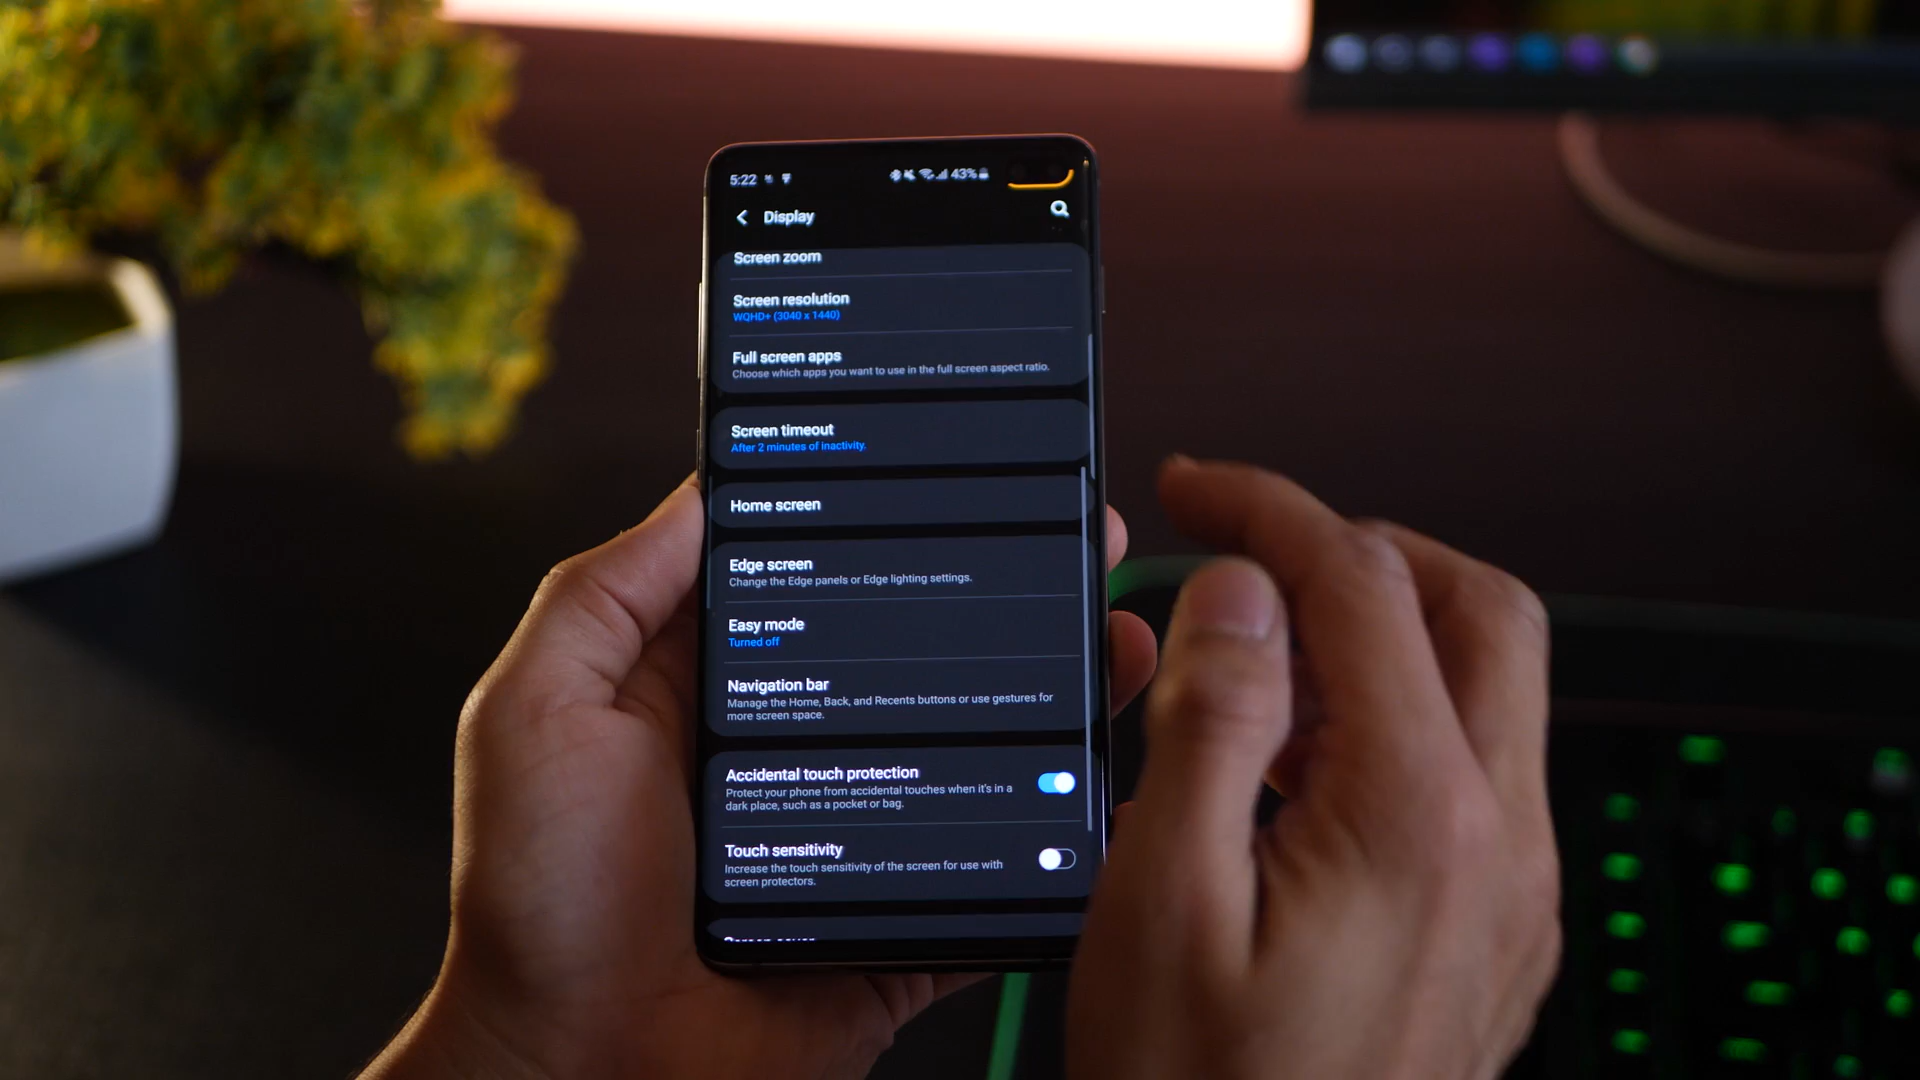 5:22 43%
Display
Screen zoom
Screen resolution
WQHD+ (3040 x 1440)
Full screen apps
Choose which apps you want to use in the full screen aspect ratio.
Screen timeout
After 2 minutes of inactivity.
Home screen
Edge screen
Change the Edge panels or Edge lighting settings.
Easy mode
Turned off
Navigation bar
Manage the Home, Back, and Recents buttons or use gestures for
more screen space.
Accidental touch protection
Protect your phone from accidental touches when it's in a
dark place, such as a pocket or bag.
Touch sensitivity
Increase the touch sensitivity of the screen for use with
screen protectors.